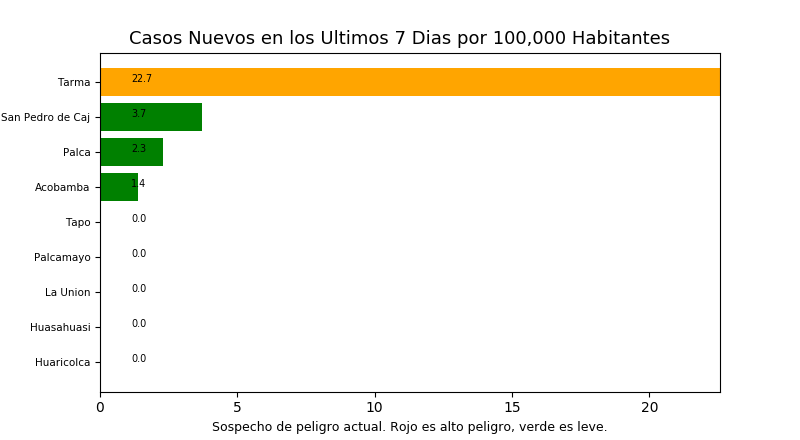 Casos Nuevos en los Ultimos 7 Dias por 100,000 Habitantes
Tarma 22.7
San Pedro de Caj 3.7
Palca 2.3
Acobamba 1.4
Tapo 0.0
Palcamayo 0.0
La Union 0.0
Huasahuasi 0.0
Huaricolca 0.0
0 5 10 15 20
Sospecho de peligro actual. Rojo es alto peligro, verde es leve.